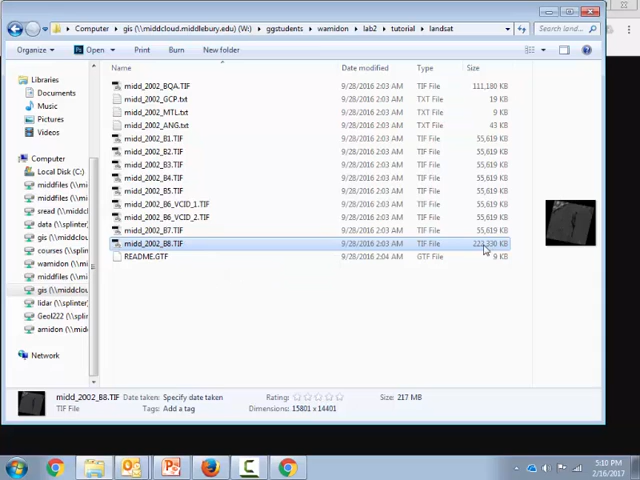 Computer ▸ gis (\\middcloud.middlebury.edu) (W:) ▸ ggstudents ▸ wamidon ▸ lab2 ▸ tutorial ▸ landsat
Search land...
Organize ▾ Open ▾ Print Burn New folder
Name Date modified Type Size
Libraries
Documents
Music
Pictures
Videos
Computer
Local Disk (C:)
middfiles (\\mi
sread (\\midd
data (\\splinte
gis (\\middclo
courses (\\mi
wamidon (\\m
middfiles (\\mi
gis (\\middclo
lidar (\\splinte
Geol222 (\\spli
amidon (\\spl
Network
midd_2002_BQA.TIF 9/28/2016 2:03 AM TIF File 111,180 KB
midd_2002_GCP.txt 9/28/2016 2:03 AM TXT File 19 KB
midd_2002_MTL.txt 9/28/2016 2:03 AM TXT File 9 KB
midd_2002_ANG.txt 9/28/2016 2:03 AM TXT File 43 KB
midd_2002_B1.TIF 9/28/2016 2:03 AM TIF File 55,619 KB
midd_2002_B2.TIF 9/28/2016 2:03 AM TIF File 55,619 KB
midd_2002_B3.TIF 9/28/2016 2:03 AM TIF File 55,619 KB
midd_2002_B4.TIF 9/28/2016 2:03 AM TIF File 55,619 KB
midd_2002_B5.TIF 9/28/2016 2:03 AM TIF File 55,619 KB
midd_2002_B6_VCID_1.TIF 9/28/2016 2:03 AM TIF File 55,619 KB
midd_2002_B6_VCID_2.TIF 9/28/2016 2:03 AM TIF File 55,619 KB
midd_2002_B7.TIF 9/28/2016 2:03 AM TIF File 55,619 KB
midd_2002_B8.TIF 9/28/2016 2:03 AM TIF File KB
README.GTF 9/28/2016 2:04 AM GTF File 9 KB
midd_2002_B8.TIF Date taken: Specify date taken Rating: ☆☆☆☆☆ Size: 217 MB
TIF File Tags: Add a tag Dimensions: 15801 x 14401
5:10 PM
2/16/2017